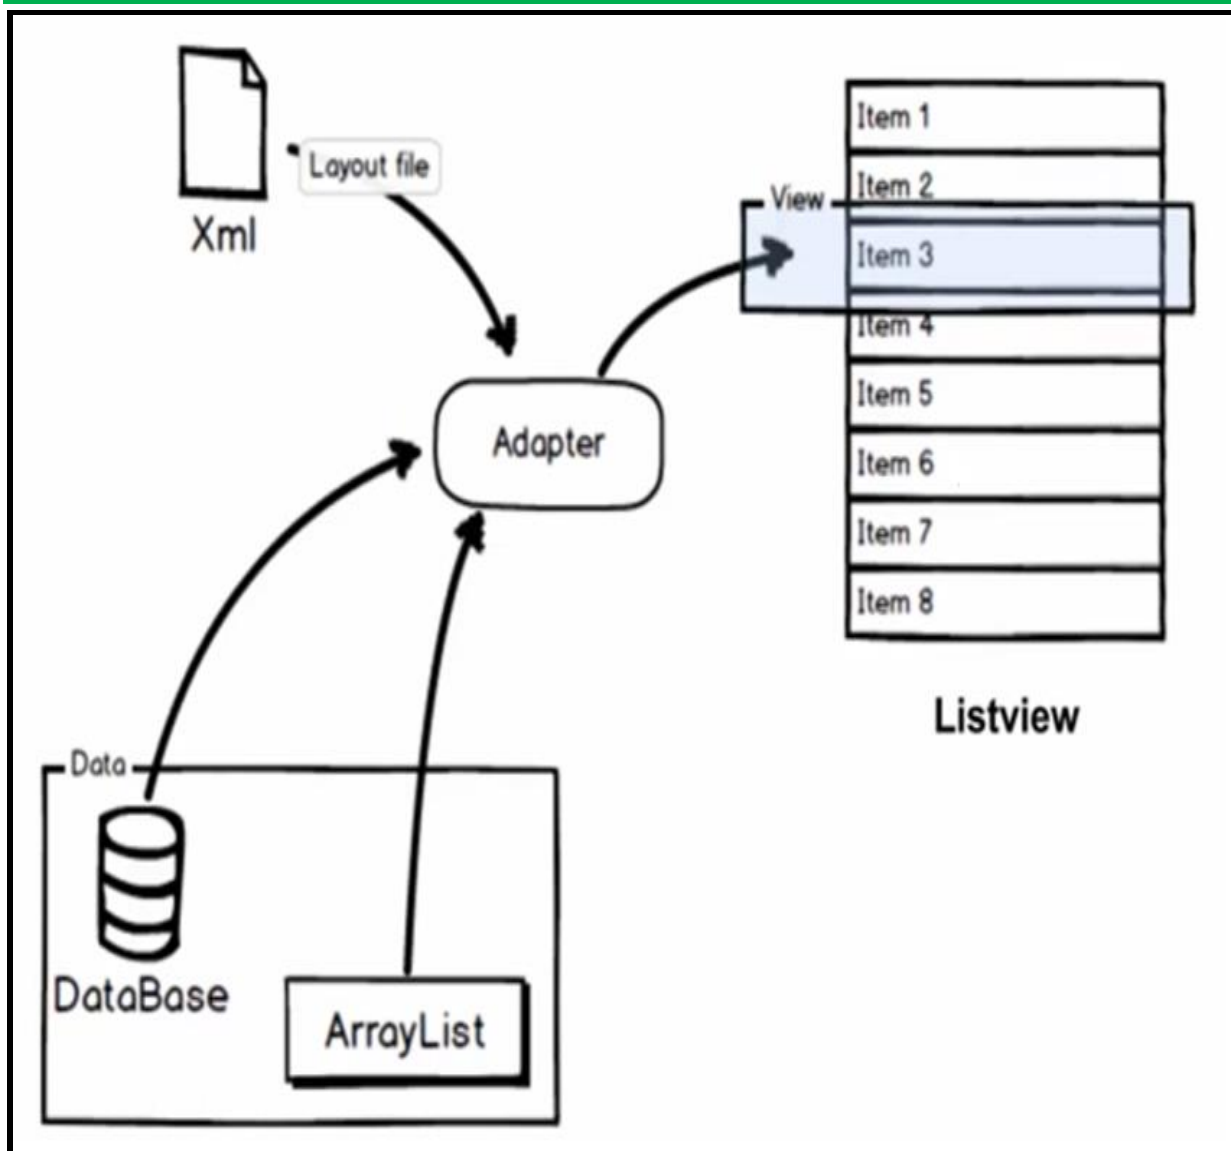 Layout file
Xml
View
Item 1
Item 2
Item 3
Item 4
Item 5
Item 6
Item 7
Item 8
Listview
Adapter
Data
DataBase
ArrayList